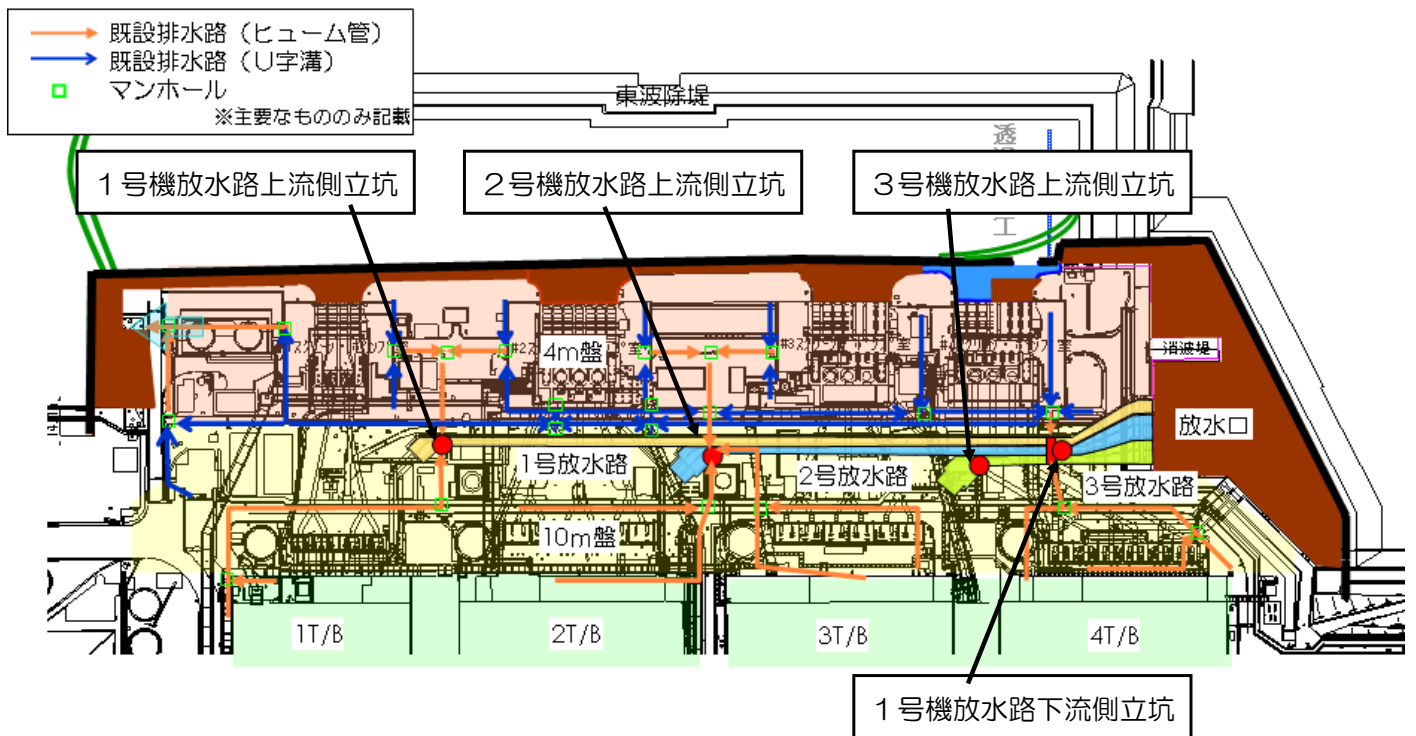 既設排水路（ヒューム管）
既設排水路（U字溝）
マンホール
※主要なもののみ記載
東波除堤
１号機放水路上流側立坑
２号機放水路上流側立坑
３号機放水路上流側立坑
4m盤
消波堤
放水口
1号放水路
2号放水路
3号放水路
10m盤
1T/B
2T/B
3T/B
4T/B
１号機放水路下流側立坑